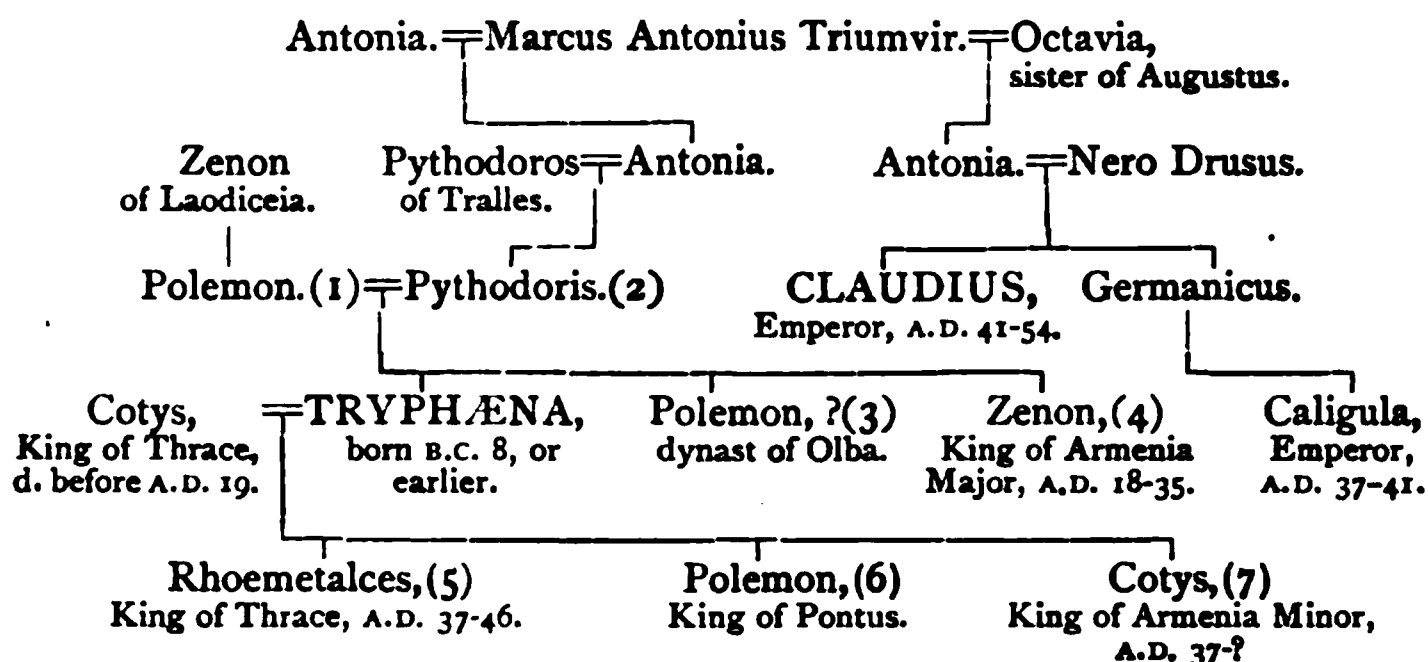 Antonia.=Marcus Antonius Triumvir.=Octavia,
sister of Augustus.
Zenon
of Laodiceia.
Pythodoros=Antonia.
of Tralles.
Antonia.=Nero Drusus.
Polemon.(1)=Pythodoris.(2)
CLAUDIUS,
Emperor, A.D. 41-54.
Germanicus.
Cotys,
King of Thrace,
d. before A.D. 19.
=TRYPHÆNA,
born B.C. 8, or
earlier.
Polemon, ?(3)
dynast of Olba.
Zenon,(4)
King of Armenia
Major, A.D. 18-35.
Caligula,
Emperor,
A.D. 37-41.
Rhoemetalces,(5)
King of Thrace, A.D. 37-46.
Polemon,(6)
King of Pontus.
Cotys,(7)
King of Armenia Minor,
A.D. 37-?